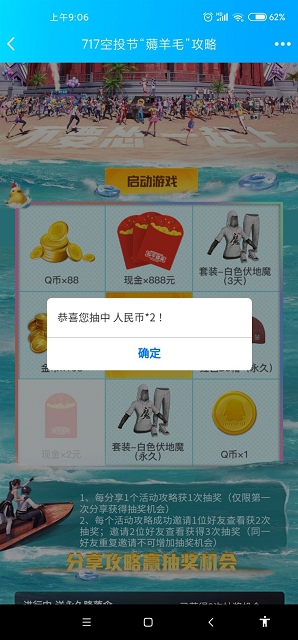 上午9:06
62%
717空投节“薅羊毛”攻略
不要怂 一起上
启动游戏
Q币×88
现金×888元
套装-白色伏地魔
(3天)
恭喜您抽中 人民币*2！
确定
(永久)
现金×2元
套装-白色伏地魔
(永久)
Q币×1
1、每分享1个活动攻略获1次抽奖（仅限第一
次分享获得抽奖机会）
2、每个活动攻略成功邀请1位好友查看获2次
抽奖；邀请2位好友查看获得3次抽奖（同一
好友重复邀请不可增加抽奖机会）
分享攻略赢抽奖机会